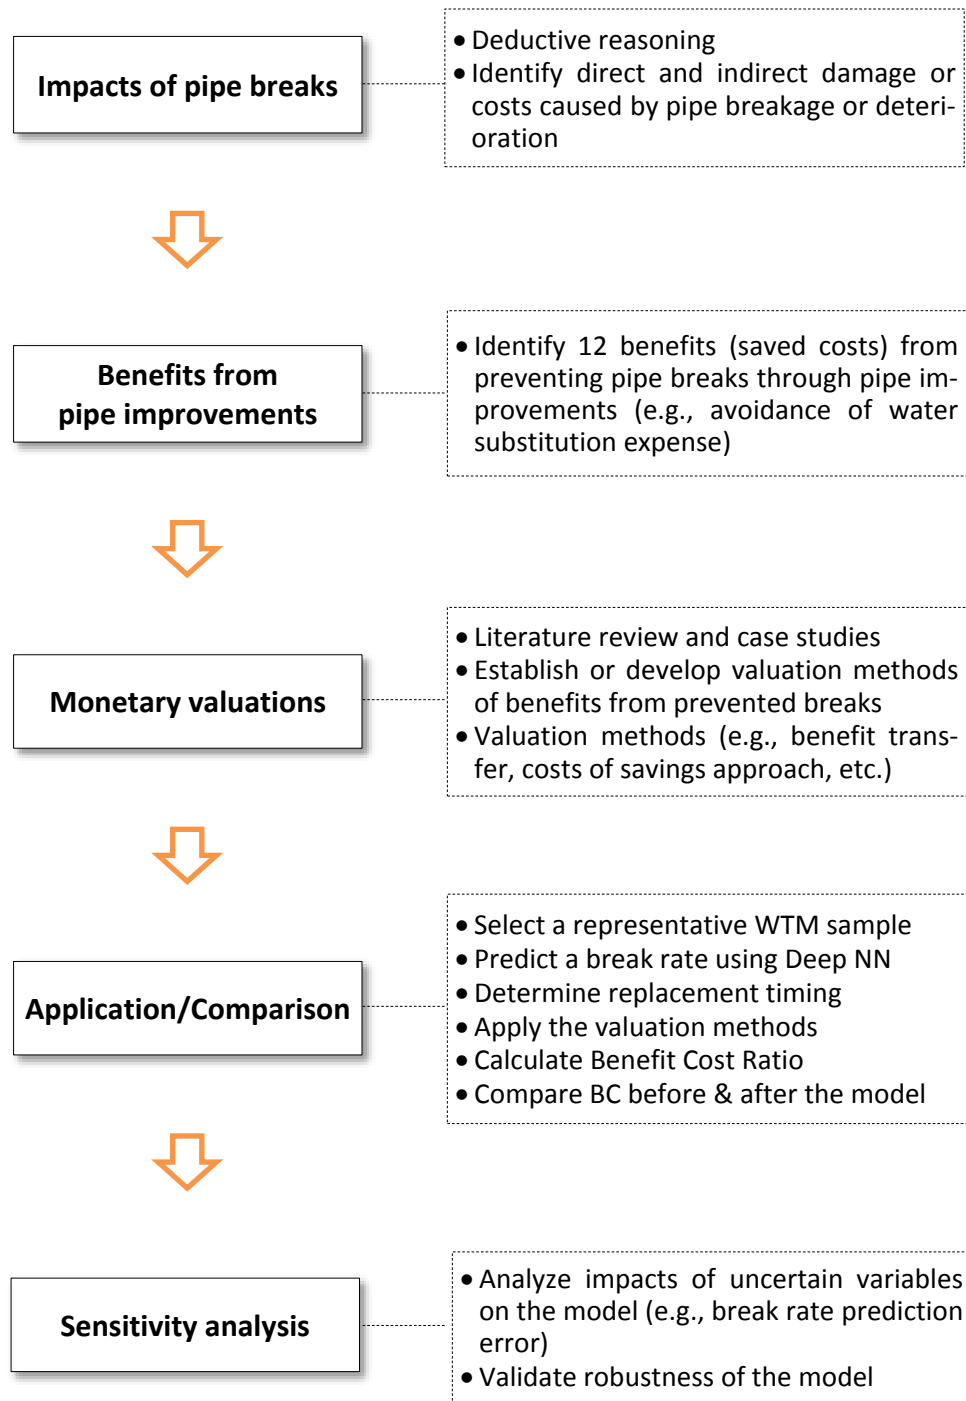 Impacts of pipe breaks
• Deductive reasoning
• Identify direct and indirect damage or
costs caused by pipe breakage or deteri-
oration
Benefits from
pipe improvements
• Identify 12 benefits (saved costs) from
preventing pipe breaks through pipe im-
provements (e.g., avoidance of water
substitution expense)
Monetary valuations
• Literature review and case studies
• Establish or develop valuation methods
of benefits from prevented breaks
• Valuation methods (e.g., benefit trans-
fer, costs of savings approach, etc.)
Application/Comparison
• Select a representative WTM sample
• Predict a break rate using Deep NN
• Determine replacement timing
• Apply the valuation methods
• Calculate Benefit Cost Ratio
• Compare BC before & after the model
Sensitivity analysis
• Analyze impacts of uncertain variables
on the model (e.g., break rate prediction
error)
• Validate robustness of the model